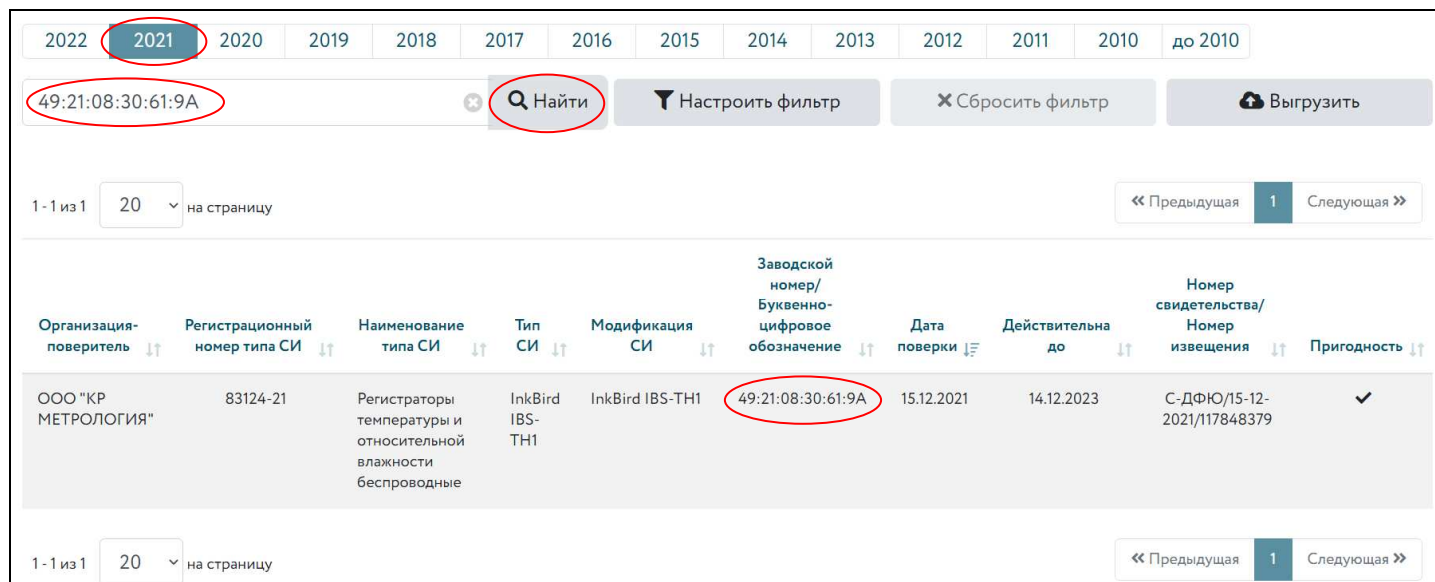 2022 2021 2020 2019 2018 2017 2016 2015 2014 2013 2012 2011 2010 до 2010
49:21:08:30:61:9A Найти Настроить фильтр Сбросить фильтр Выгрузить
1 - 1 из 1 20 на страницу Предыдущая 1 Следующая
Заводской
номер/
Номер
Буквенно-
свидетельства/
Организация- Регистрационный Наименование Тип Модификация цифровое Дата Действительна Номер
поверитель номер типа СИ типа СИ СИ СИ обозначение поверки до извещения Пригодность
ООО "КР 83124-21 Регистраторы InkBird InkBird IBS-TH1 49:21:08:30:61:9A 15.12.2021 14.12.2023 С-ДФЮ/15-12-
МЕТРОЛОГИЯ" температуры и IBS- 2021/117848379
относительной TH1
влажности
беспроводные
1 - 1 из 1 20 на страницу Предыдущая 1 Следующая